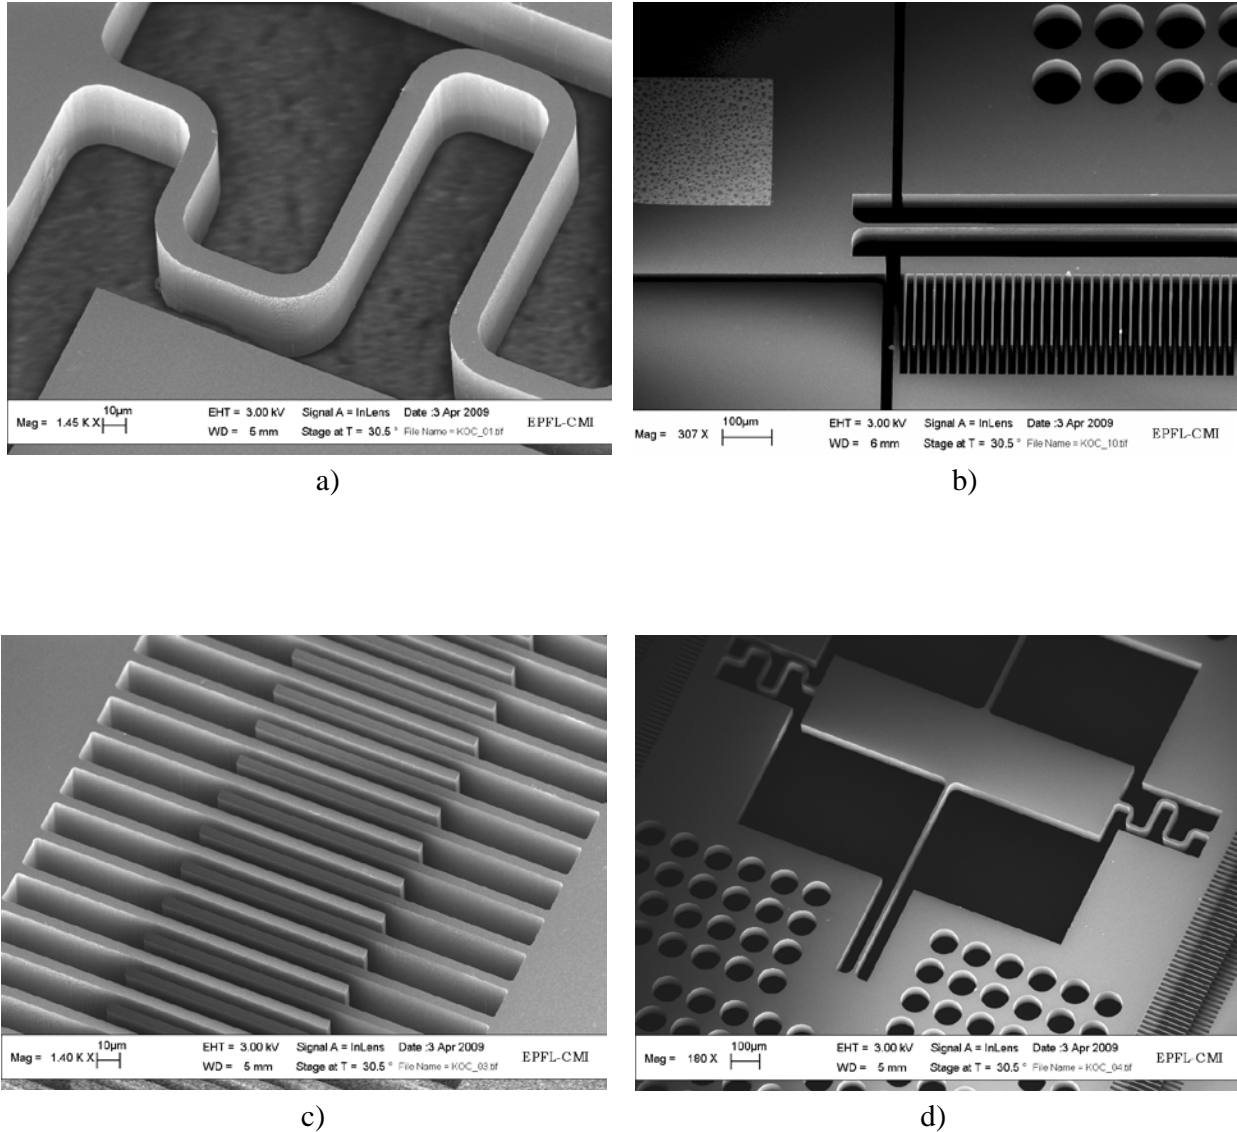 10µm
EHT = 3.00 kV Signal A = InLens Date :3 Apr 2009
Mag = 1.45 K X
EPFL-CMI
WD = 5 mm Stage at T = 30.5 ° File Name = KOC_01.tif
a)
100µm
EHT = 3.00 kV Signal A = InLens Date :3 Apr 2009
Mag = 307 X
EPFL-CMI
WD = 6 mm Stage at T = 30.5 ° File Name = KOC_10.tif
b)
10µm
EHT = 3.00 kV Signal A = InLens Date :3 Apr 2009
Mag = 1.40 K X
EPFL-CMI
WD = 5 mm Stage at T = 30.5 ° File Name = KOC_03.tif
c)
100µm
EHT = 3.00 kV Signal A = InLens Date :3 Apr 2009
Mag = 180 X
EPFL-CMI
WD = 5 mm Stage at T = 30.5 ° File Name = KOC_04.tif
d)